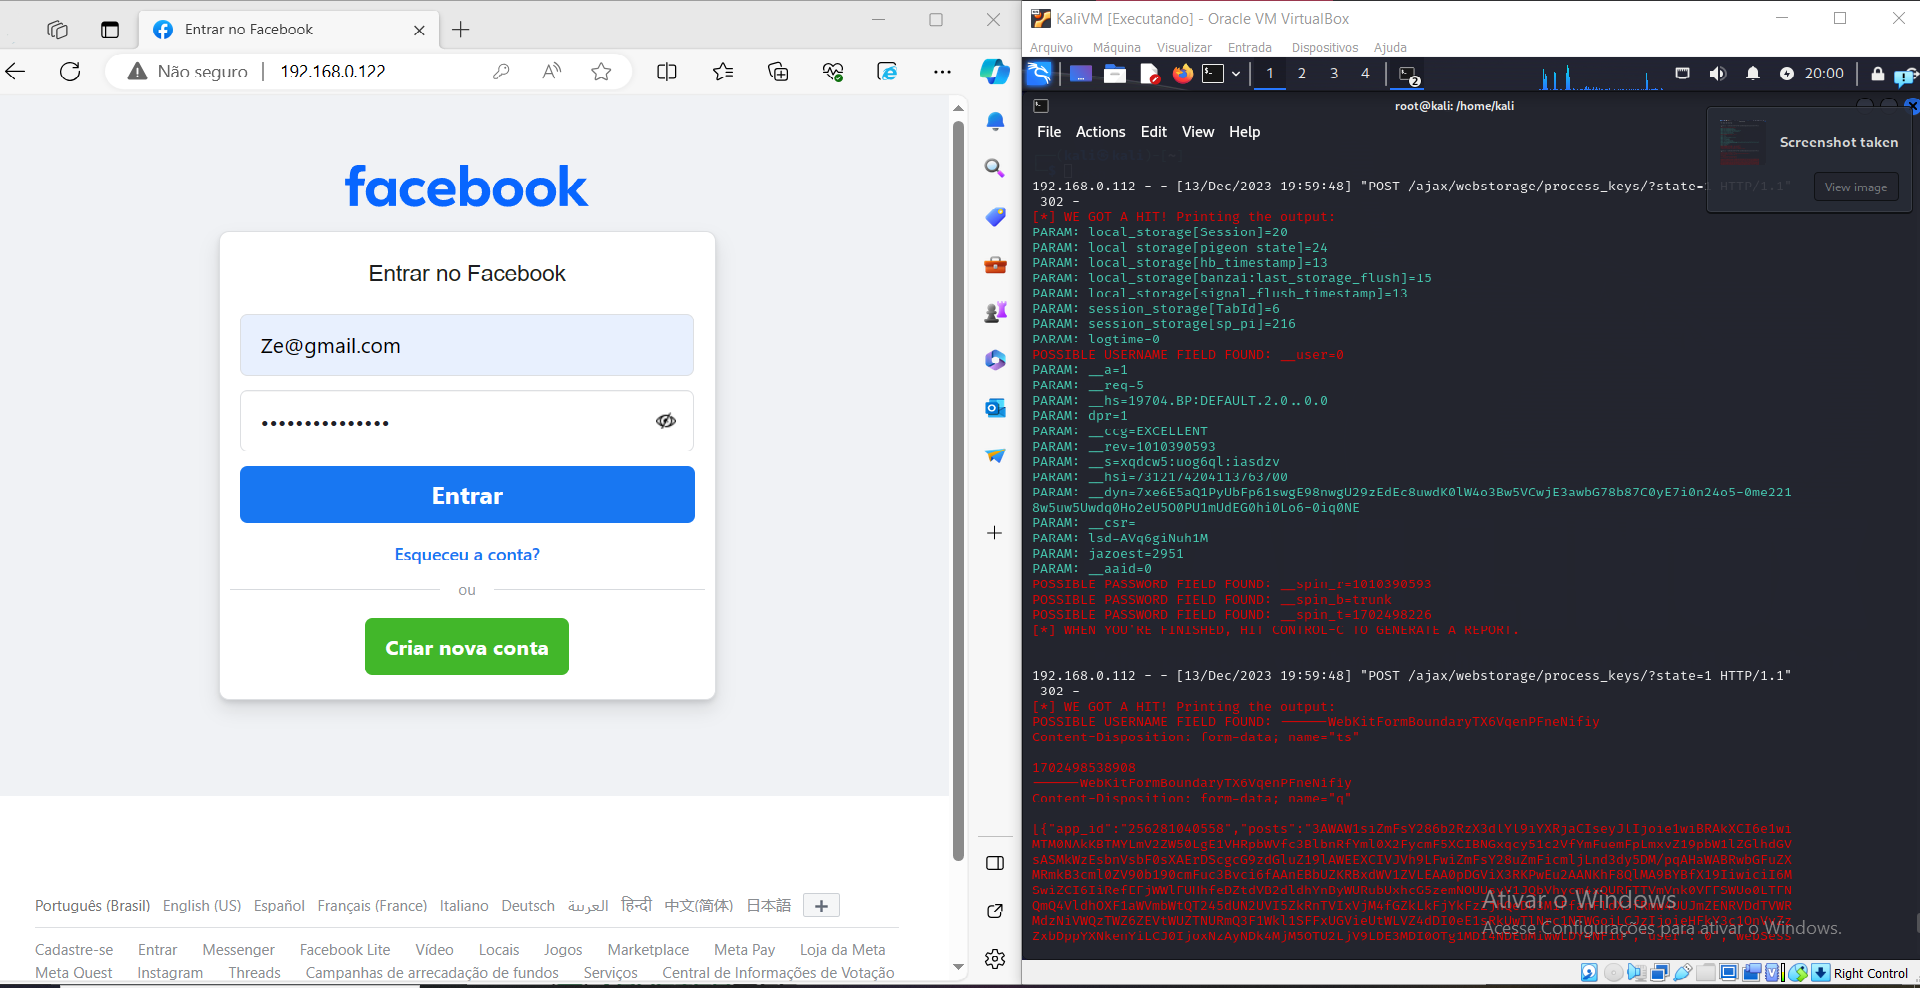 Entrar no Facebook
Não seguro
192.168.0.122
facebook
Entrar no Facebook
Ze@gmail.com
Entrar
Esqueceu a conta?
ou
Criar nova conta
Português (Brasil) English (US) Español Français (France) Italiano Deutsch العربية हिन्दी 中文(简体) 日本語
Cadastre-se Entrar Messenger Facebook Lite Vídeo Locais Jogos Marketplace Meta Pay Loja da Meta
Meta Quest Instagram Threads Campanhas de arrecadação de fundos Serviços Central de Informações de Votação
KaliVM [Executando] - Oracle VM VirtualBox
Arquivo Máquina Visualizar Entrada Dispositivos Ajuda
1 2 3 4 2 20:00
root@kali: /home/kali
File Actions Edit View Help
Screenshot taken
View image
192.168.0.112 - - [13/Dec/2023 19:59:48] "POST /ajax/webstorage/process_keys/?state=1 HTTP/1.1"
302 -
[*] WE GOT A HIT! Printing the output:
PARAM: local_storage[Session]=20
PARAM: local_storage[pigeon_state]=24
PARAM: local_storage[hb_timestamp]=13
PARAM: local_storage[banzai:last_storage_flush]=15
PARAM: local_storage[signal_flush_timestamp]=13
PARAM: session_storage[TabId]=6
PARAM: session_storage[sp_pi]=216
PARAM: logtime=0
POSSIBLE USERNAME FIELD FOUND: __user=0
PARAM: __a=1
PARAM: __req=5
PARAM: __hs=19704.BP:DEFAULT.2.0..0.0
PARAM: dpr=1
PARAM: __ccg=EXCELLENT
PARAM: __rev=1010390593
PARAM: __s=xqdcw5:uog6ql:iasdzv
PARAM: __hsi=7312174204113763700
PARAM: __csr=
PARAM: lsd=AVq6giNuh1M
PARAM: jazoest=2951
PARAM: __aaid=0
POSSIBLE PASSWORD FIELD FOUND: __spin_r=1010390593
POSSIBLE PASSWORD FIELD FOUND: __spin_b=trunk
POSSIBLE PASSWORD FIELD FOUND: __spin_t=1702498226
[*] WHEN YOU'RE FINISHED, HIT CONTROL-C TO GENERATE A REPORT.
192.168.0.112 - - [13/Dec/2023 19:59:48] "POST /ajax/webstorage/process_keys/?state=1 HTTP/1.1"
302 -
[*] WE GOT A HIT! Printing the output:
POSSIBLE USERNAME FIELD FOUND: ------WebKitFormBoundaryTX6VqenPFneNifiy
Content-Disposition: form-data; name="ts"
1702498538908
------WebKitFormBoundaryTX6VqenPFneNifiy
Content-Disposition: form-data; name="q"
Ativar o Windows
Acesse Configurações para ativar o Windows.
Right Control